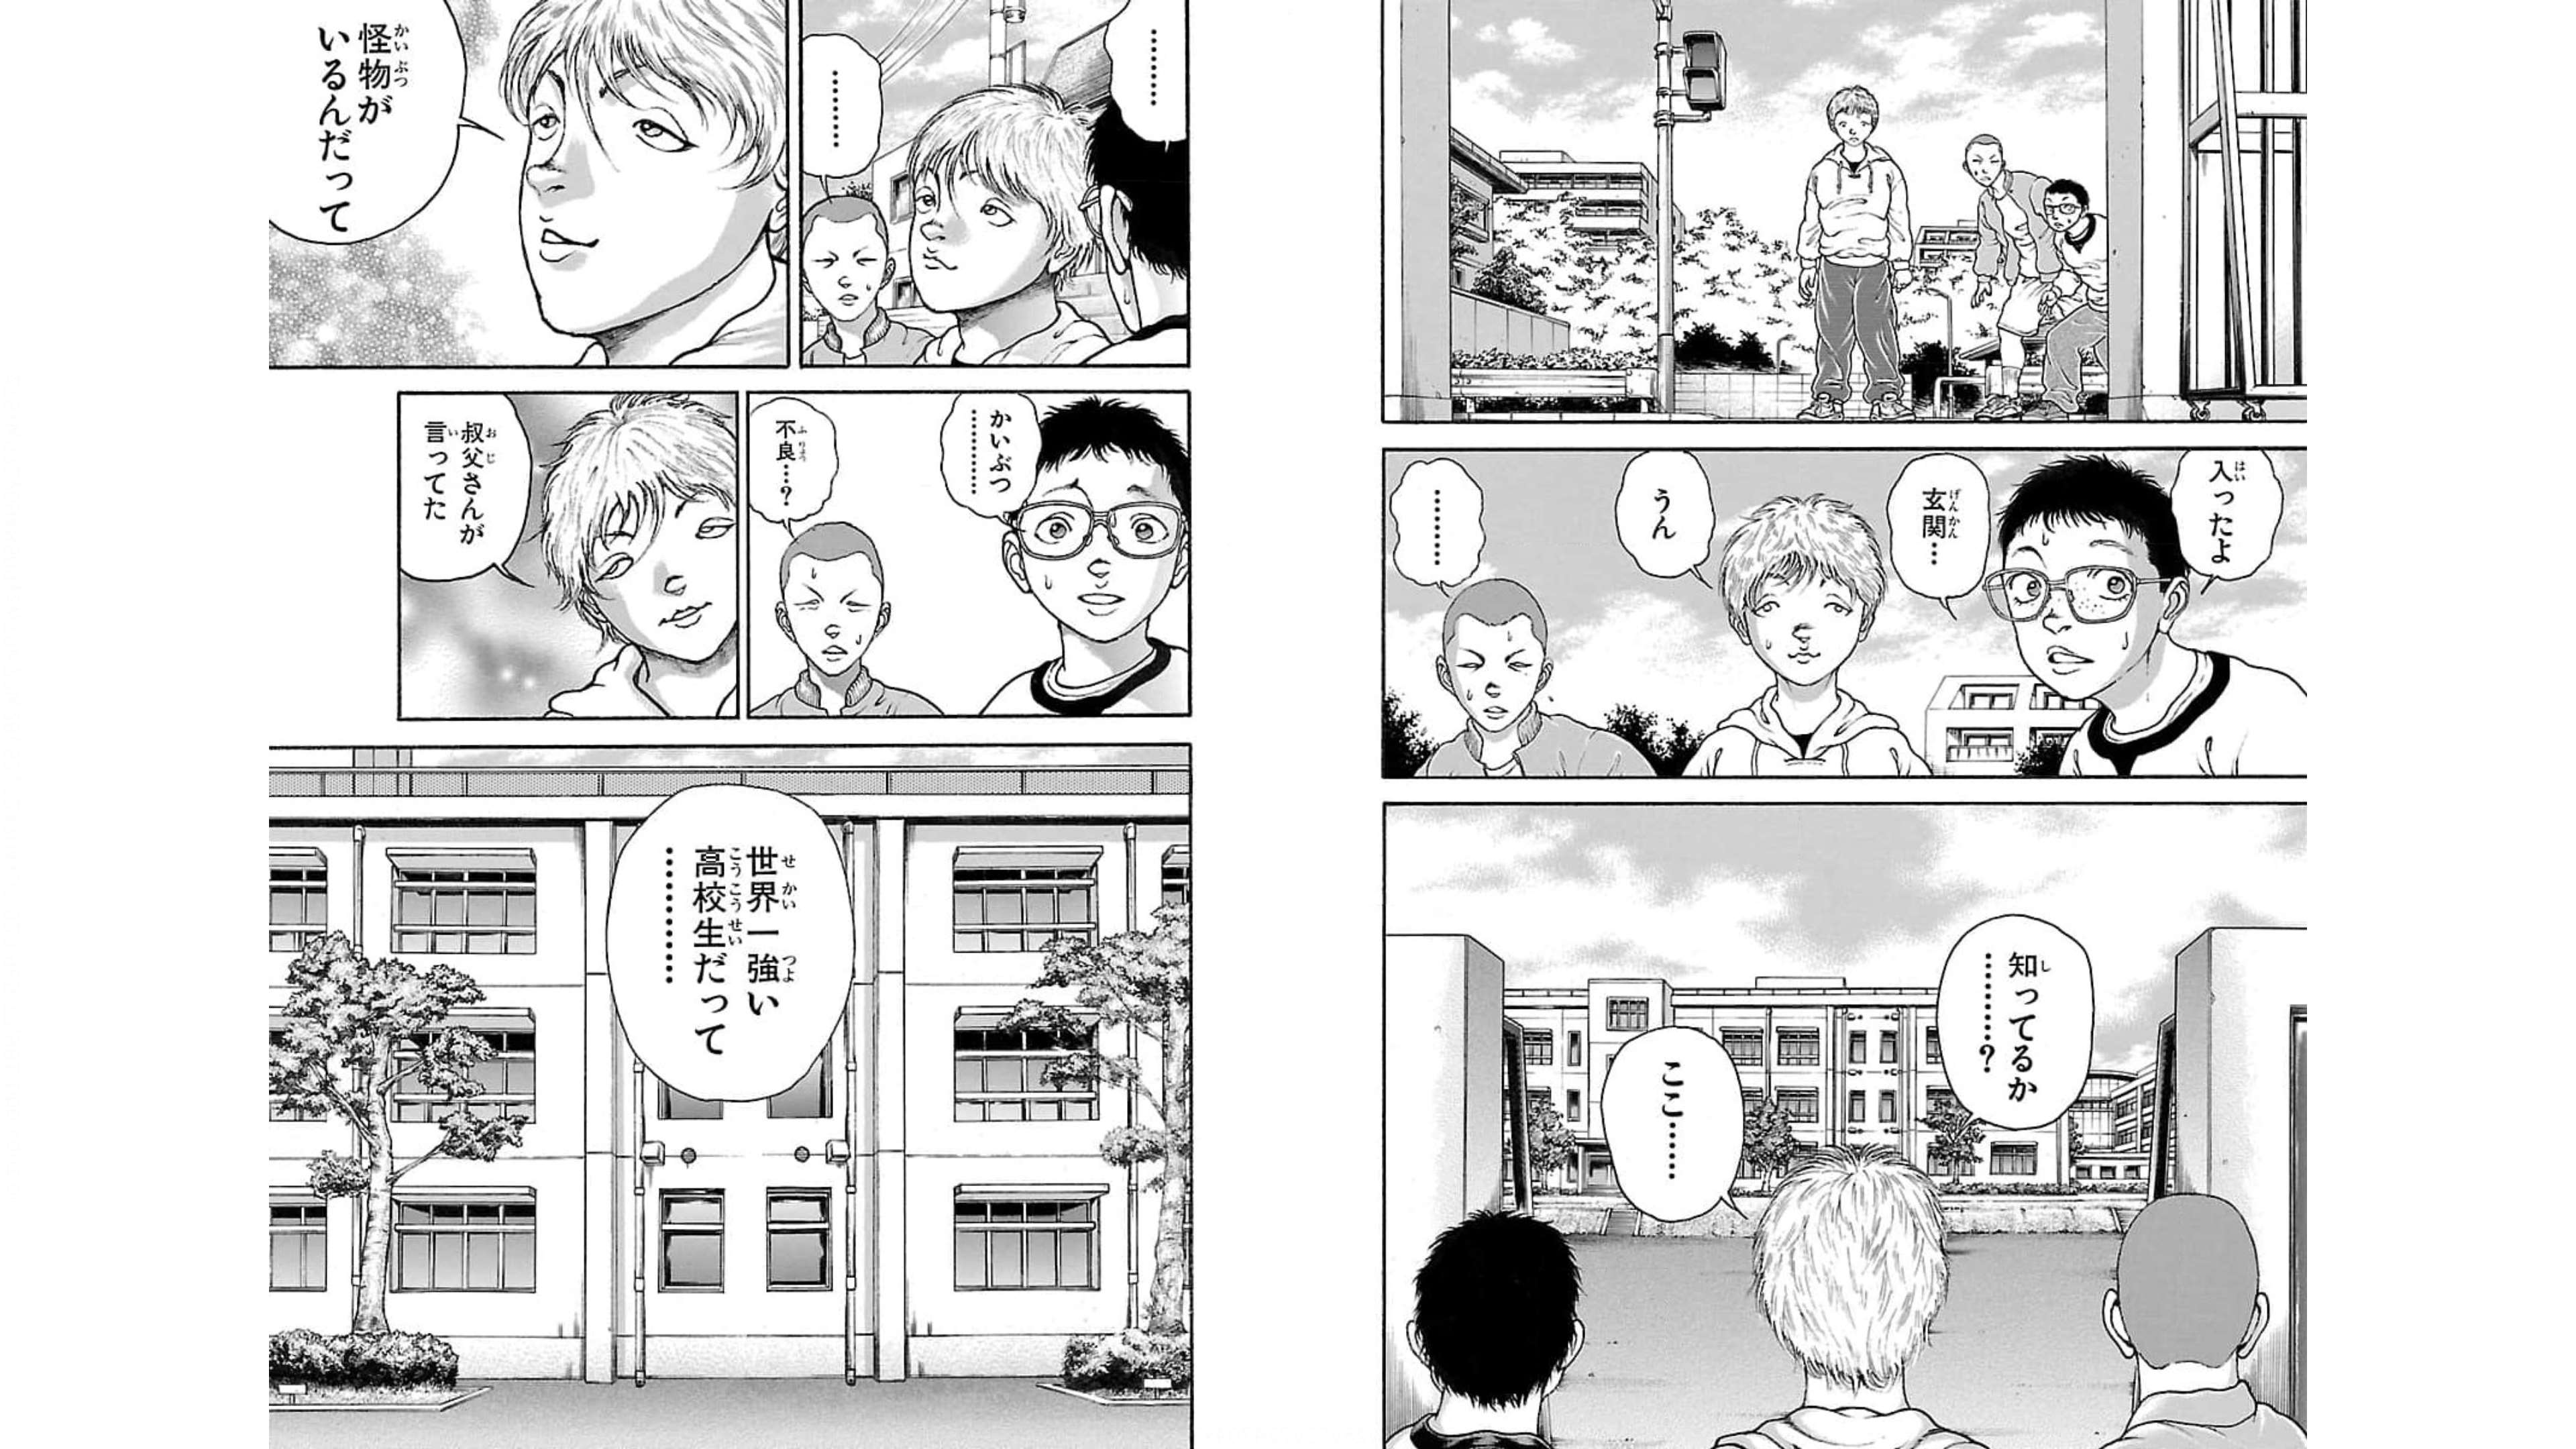 入ったよ
玄関…
うん
………
知ってるか
………?
ここ……
………
………
怪物が
いるんだって
かいぶつ
…………
不良…?
叔父さんが
言ってた
世界一強い
高校生だって
…………